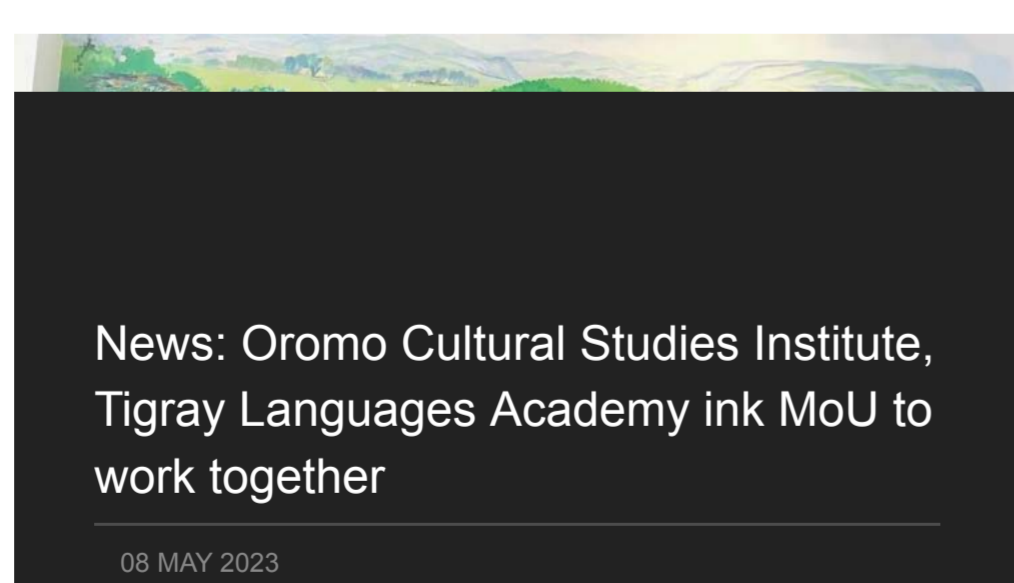 News: Oromo Cultural Studies Institute,
Tigray Languages Academy ink MoU to
work together
08 MAY 2023